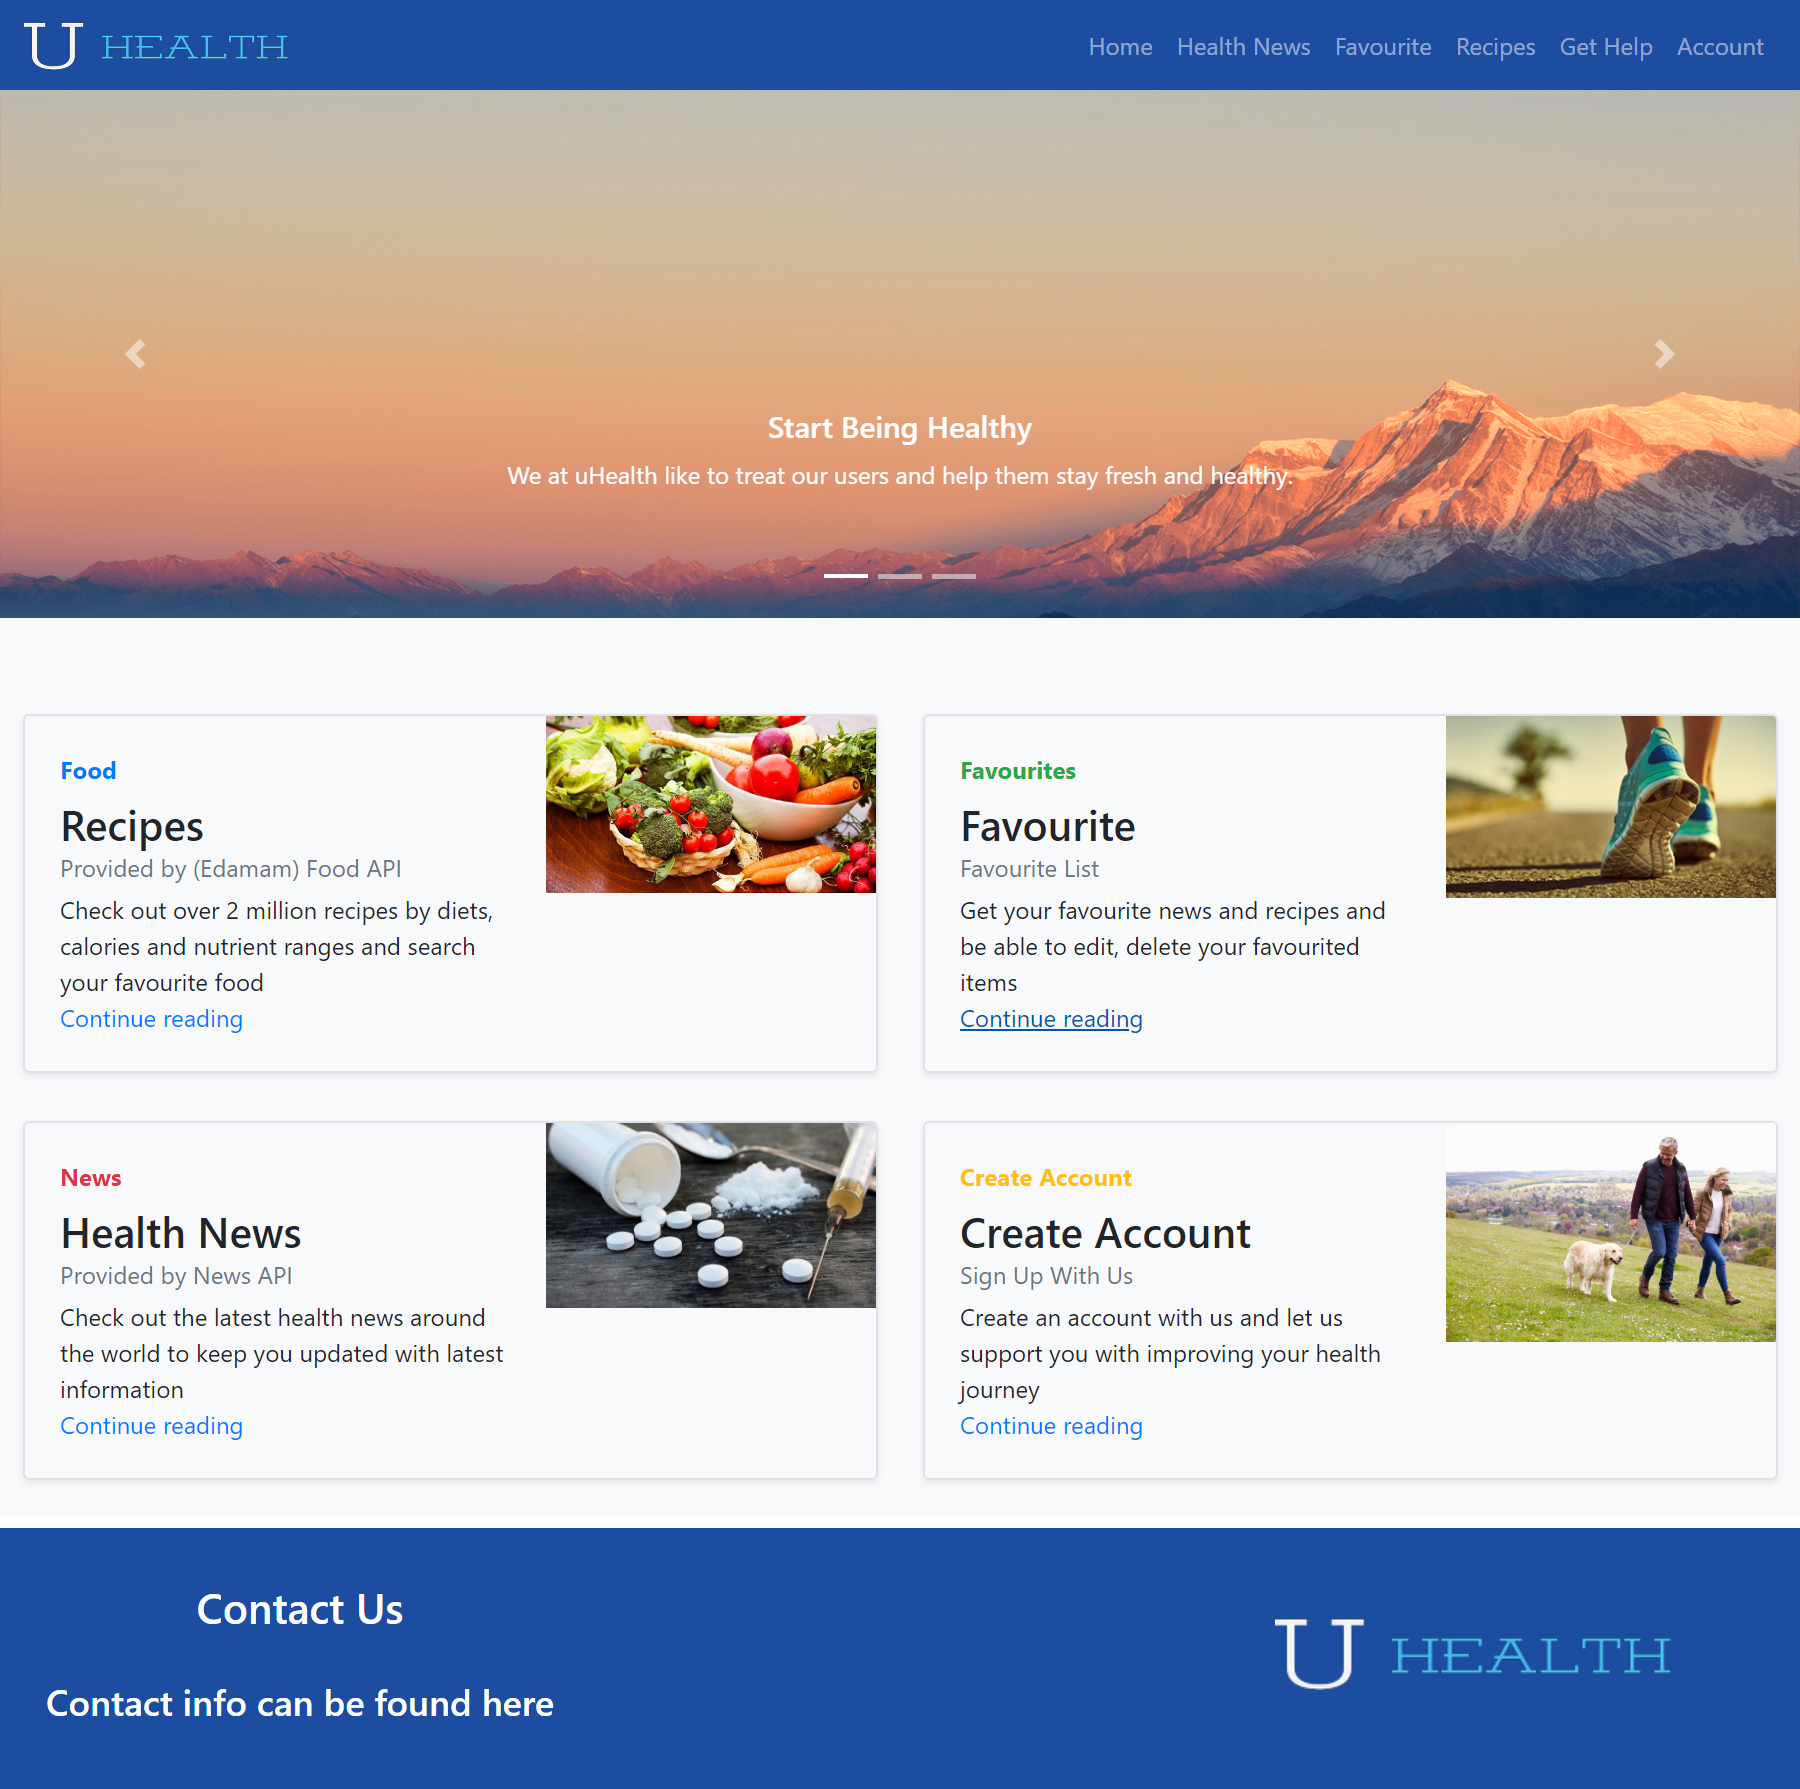 U HEALTH
Home Health News Favourite Recipes Get Help Account
Start Being Healthy
We at uHealth like to treat our users and help them stay fresh and healthy.
Food
Recipes
Provided by (Edamam) Food API
Check out over 2 million recipes by diets,
calories and nutrient ranges and search
your favourite food
Continue reading
Favourites
Favourite
Favourite List
Get your favourite news and recipes and
be able to edit, delete your favourited
items
Continue reading
News
Health News
Provided by News API
Check out the latest health news around
the world to keep you updated with latest
information
Continue reading
Create Account
Create Account
Sign Up With Us
Create an account with us and let us
support you with improving your health
journey
Continue reading
Contact Us
Contact info can be found here
U HEALTH